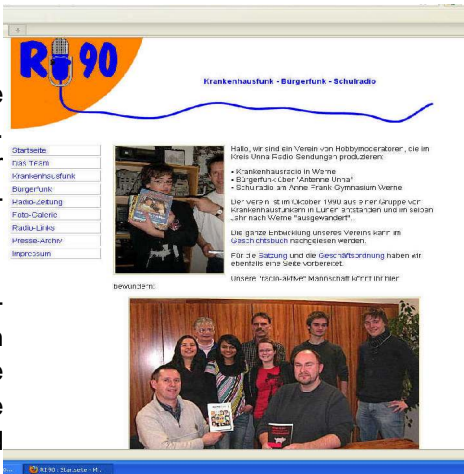 RI 90
Krankenhausfunk - Bürgerfunk - Schulradio
Startseite
Das Team
Krankenhausfunk
Bürgerfunk
Radio-Zeitung
Foto-Galerie
Radio-Links
Presse-Archiv
Impressum
Hallo, wir sind ein Verein von Hobbymoderatoren, die im
Kreis Unna Radio Sendungen produzieren:
• Krankenhausradio in Werne
• Bürgerfunk über "Antenne Unna"
• Schulradio am Anne Frank Gymnasium Werne
Der Verein ist im Oktober 1990 aus einer Gruppe von
Krankenhausfunkern in Lünen entstanden und im selben
Jahr nach Werne "ausgewandert".
Die ganze Entwicklung unseres Vereins kann im
Geschichtsbuch nachgelesen werden.
Für die Satzung und die Geschäftsordnung haben wir
ebenfalls eine Seite vorbereitet.
Unsere "radio-aktive" Mannschaft könnt ihr hier
bewundern: